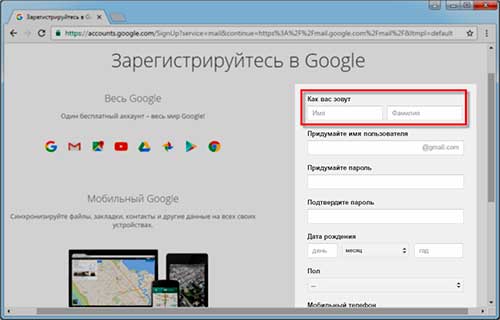 Зарегистрируйтесь в Google
https://accounts.google.com/SignUp?service=mail&continue=https%3A%2F%2Fmail.google.com%2Fmail%2F&ltmpl=default
Зарегистрируйтесь в Google
Весь Google
Один бесплатный аккаунт – весь мир Google!
Мобильный Google
Синхронизируйте файлы, закладки, контакты и другие данные на всех своих
устройствах.
Как вас зовут
Имя Фамилия
Придумайте имя пользователя
@gmail.com
Придумайте пароль
Подтвердите пароль
Дата рождения
день месяц год
Пол
...
Мобильный телефон